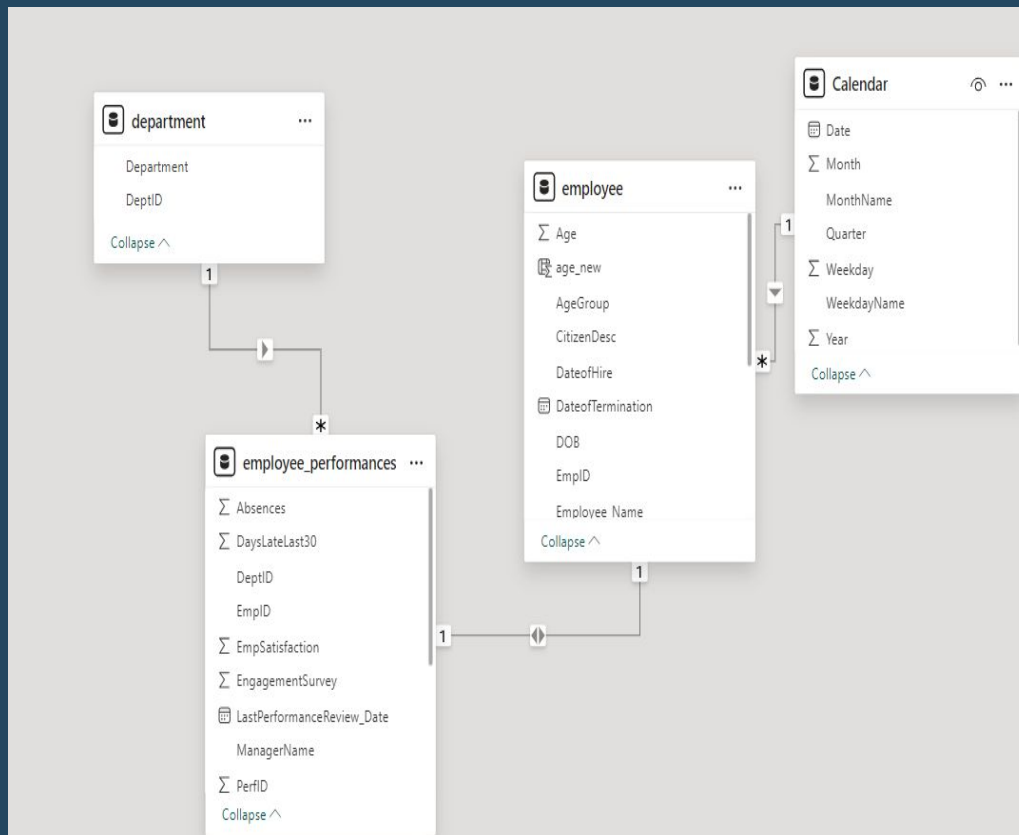 department
Department
DeptID
Collapse
1
*
employee_performances
Absences
DaysLateLast30
DeptID
EmpID
EmpSatisfaction
EngagementSurvey
LastPerformanceReview_Date
ManagerName
PerfID
Collapse
1
employee
Age
age_new
AgeGroup
CitizenDesc
DateofHire
DateofTermination
DOB
EmpID
Employee_Name
Collapse
1
*
1
Calendar
Date
Month
MonthName
Quarter
Weekday
WeekdayName
Year
Collapse